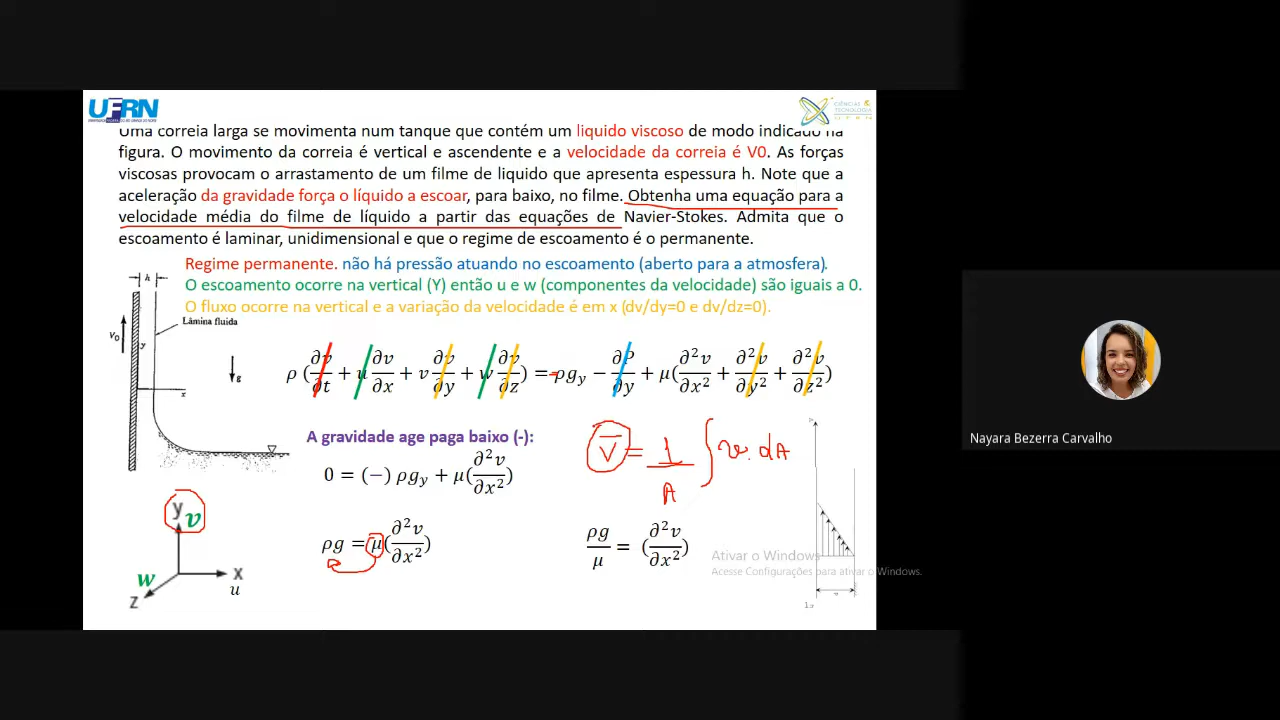 UFRN
CIÊNCIAS &
TECNOLOGIA
UFRN
Uma correia larga se movimenta num tanque que contém um liquido viscoso de modo indicado na
figura. O movimento da correia é vertical e ascendente e a velocidade da correia é V0. As forças
viscosas provocam o arrastamento de um filme de liquido que apresenta espessura h. Note que a
aceleração da gravidade força o líquido a escoar, para baixo, no filme. Obtenha uma equação para a
velocidade média do filme de líquido a partir das equações de Navier-Stokes. Admita que o
escoamento é laminar, unidimensional e que o regime de escoamento é o permanente.
Regime permanente. não há pressão atuando no escoamento (aberto para a atmosfera).
O escoamento ocorre na vertical (Y) então u e w (componentes da velocidade) são iguais a 0.
O fluxo ocorre na vertical e a variação da velocidade é em x (dv/dy=0 e dv/dz=0).
h
Lâmina fluida
V₀
y
g
x
ρ (∂v/∂t + u ∂v/∂x + v ∂v/∂y + w ∂v/∂z) = -ρg_y − ∂P/∂y + μ(∂²v/∂x² + ∂²v/∂y² + ∂²v/∂z²)
A gravidade age paga baixo (-):
0 = (−) ρg_y + μ(∂²v/∂x²)
V̄ = 1/A ∫ v. dA
ρg = μ(∂²v/∂x²)
ρg/μ = (∂²v/∂x²)
y v
w
z
x
u
Nayara Bezerra Carvalho
Ativar o Windows
Acesse Configurações para ativar o Windows.